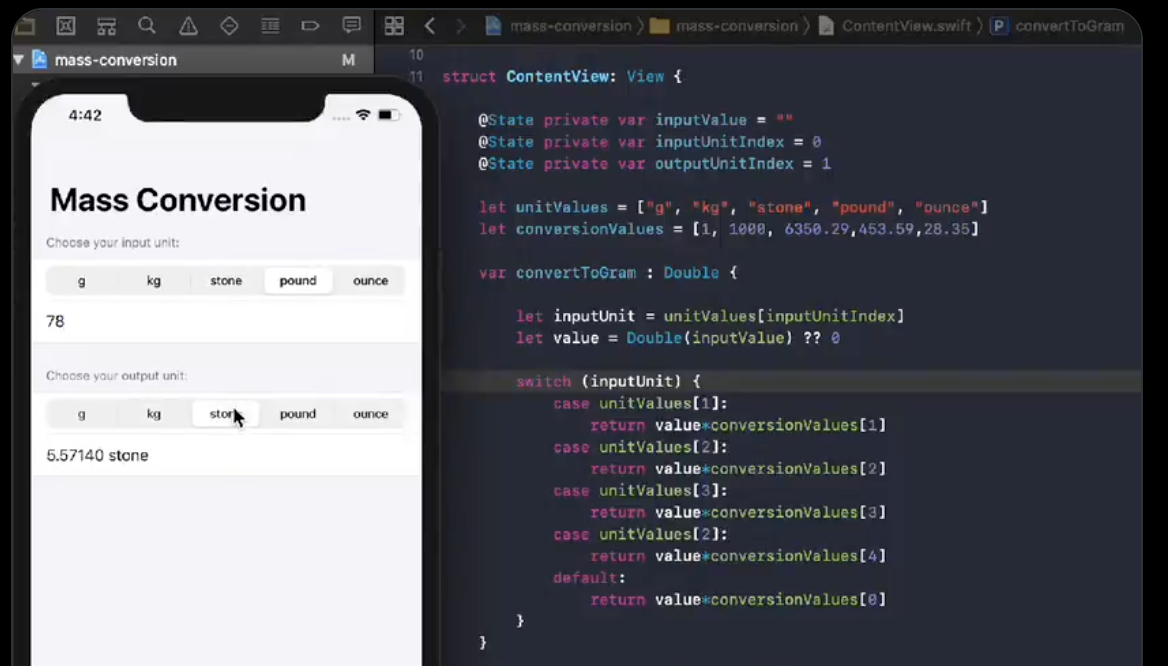 mass-conversion
M
mass-conversion 〉 mass-conversion 〉 ContentView.swift 〉 P convertToGram
4:42
Mass Conversion
Choose your input unit:
g kg stone pound ounce
78
Choose your output unit:
g kg stone pound ounce
5.57140 stone
10
11 struct ContentView: View {
@State private var inputValue = ""
@State private var inputUnitIndex = 0
@State private var outputUnitIndex = 1
let unitValues = ["g", "kg", "stone", "pound", "ounce"]
let conversionValues = [1, 1000, 6350.29,453.59,28.35]
var convertToGram : Double {
let inputUnit = unitValues[inputUnitIndex]
let value = Double(inputValue) ?? 0
switch (inputUnit) {
case unitValues[1]:
return value*conversionValues[1]
case unitValues[2]:
return value*conversionValues[2]
case unitValues[3]:
return value*conversionValues[3]
case unitValues[2]:
return value*conversionValues[4]
default:
return value*conversionValues[0]
}
}